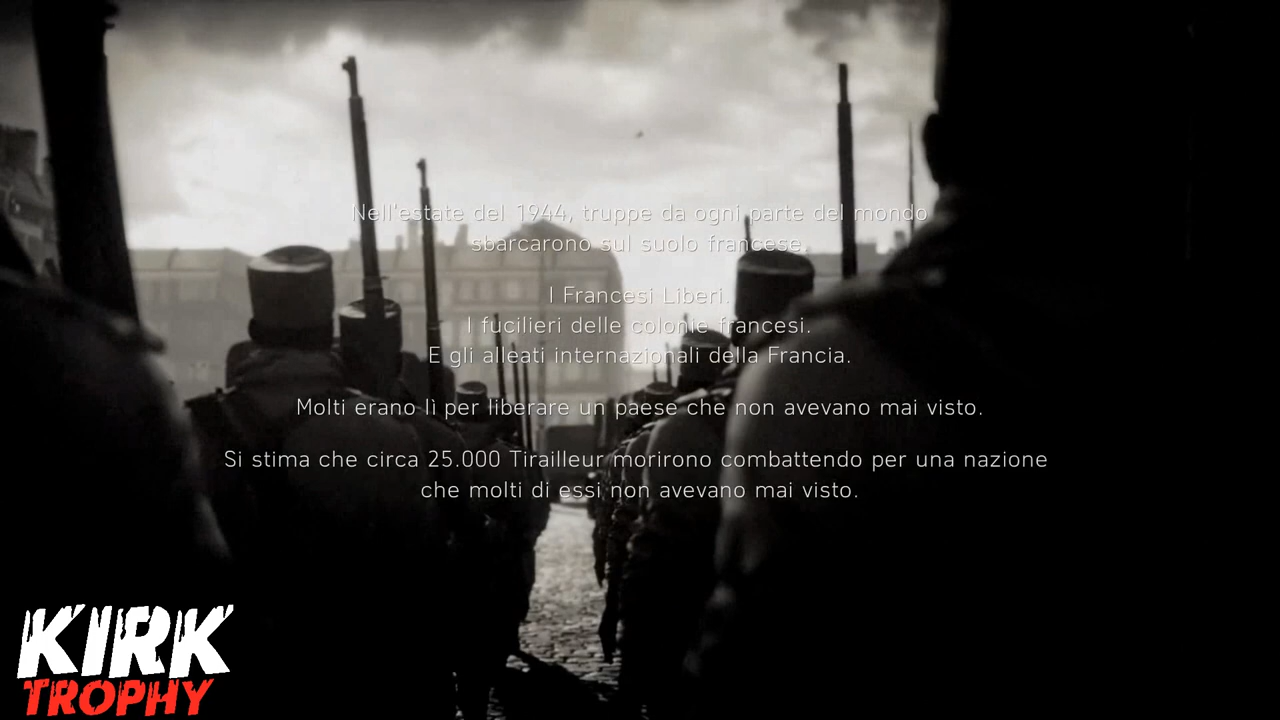 Nell'estate del 1944, truppe da ogni parte del mondo
sbarcarono sul suolo francese.
I Francesi Liberi.
I fucilieri delle colonie francesi.
E gli alleati internazionali della Francia.
Molti erano lì per liberare un paese che non avevano mai visto.
Si stima che circa 25.000 Tirailleur morirono combattendo per una nazione
che molti di essi non avevano mai visto.
KIRK
TROPHY